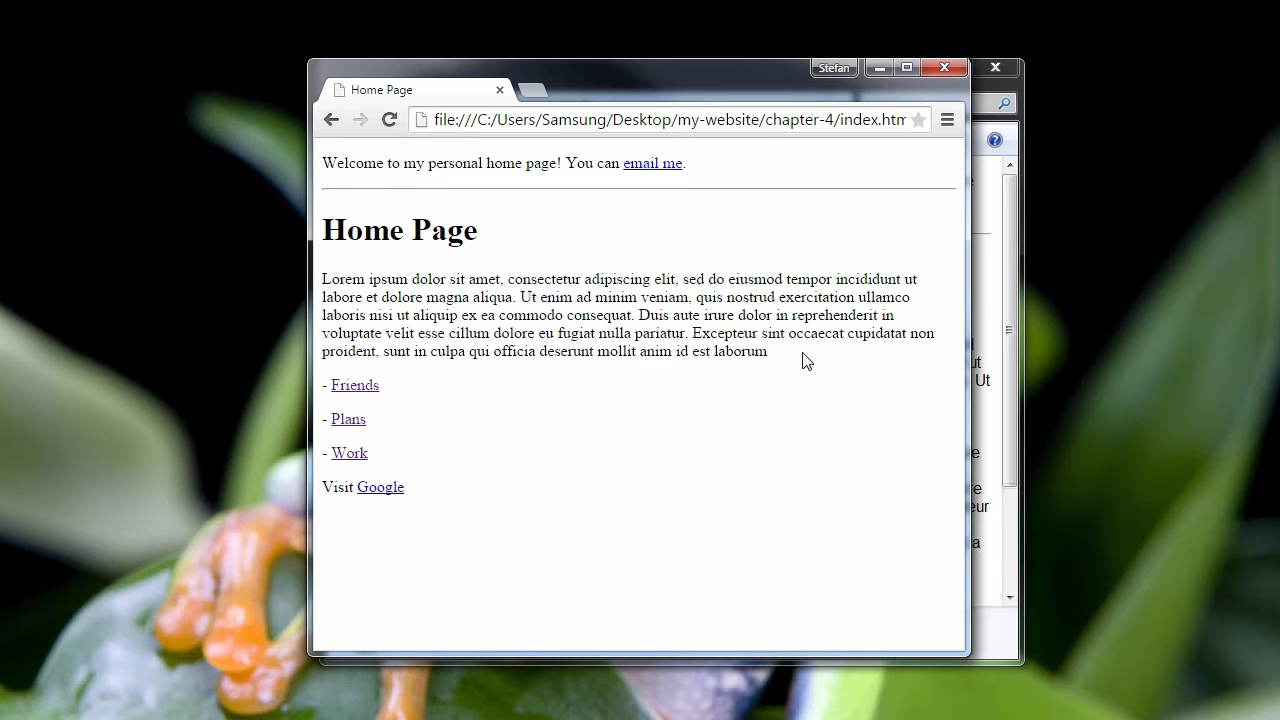 Stefan
Home Page
file:///C:/Users/Samsung/Desktop/my-website/chapter-4/index.htm
Welcome to my personal home page! You can email me.
Home Page
Lorem ipsum dolor sit amet, consectetur adipiscing elit, sed do eiusmod tempor incididunt ut
labore et dolore magna aliqua. Ut enim ad minim veniam, quis nostrud exercitation ullamco
laboris nisi ut aliquip ex ea commodo consequat. Duis aute irure dolor in reprehenderit in
voluptate velit esse cillum dolore eu fugiat nulla pariatur. Excepteur sint occaecat cupidatat non
proident, sunt in culpa qui officia deserunt mollit anim id est laborum
- Friends
- Plans
- Work
Visit Google
Ut